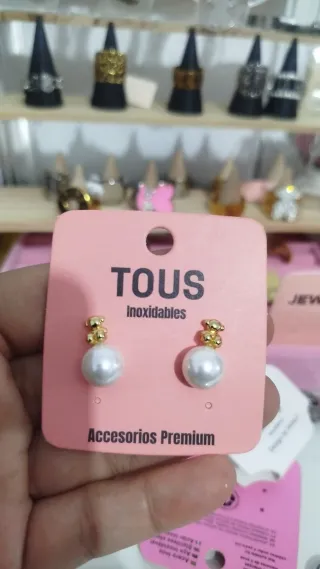 TOUS
Inoxidables
Accesorios Premium
JEW